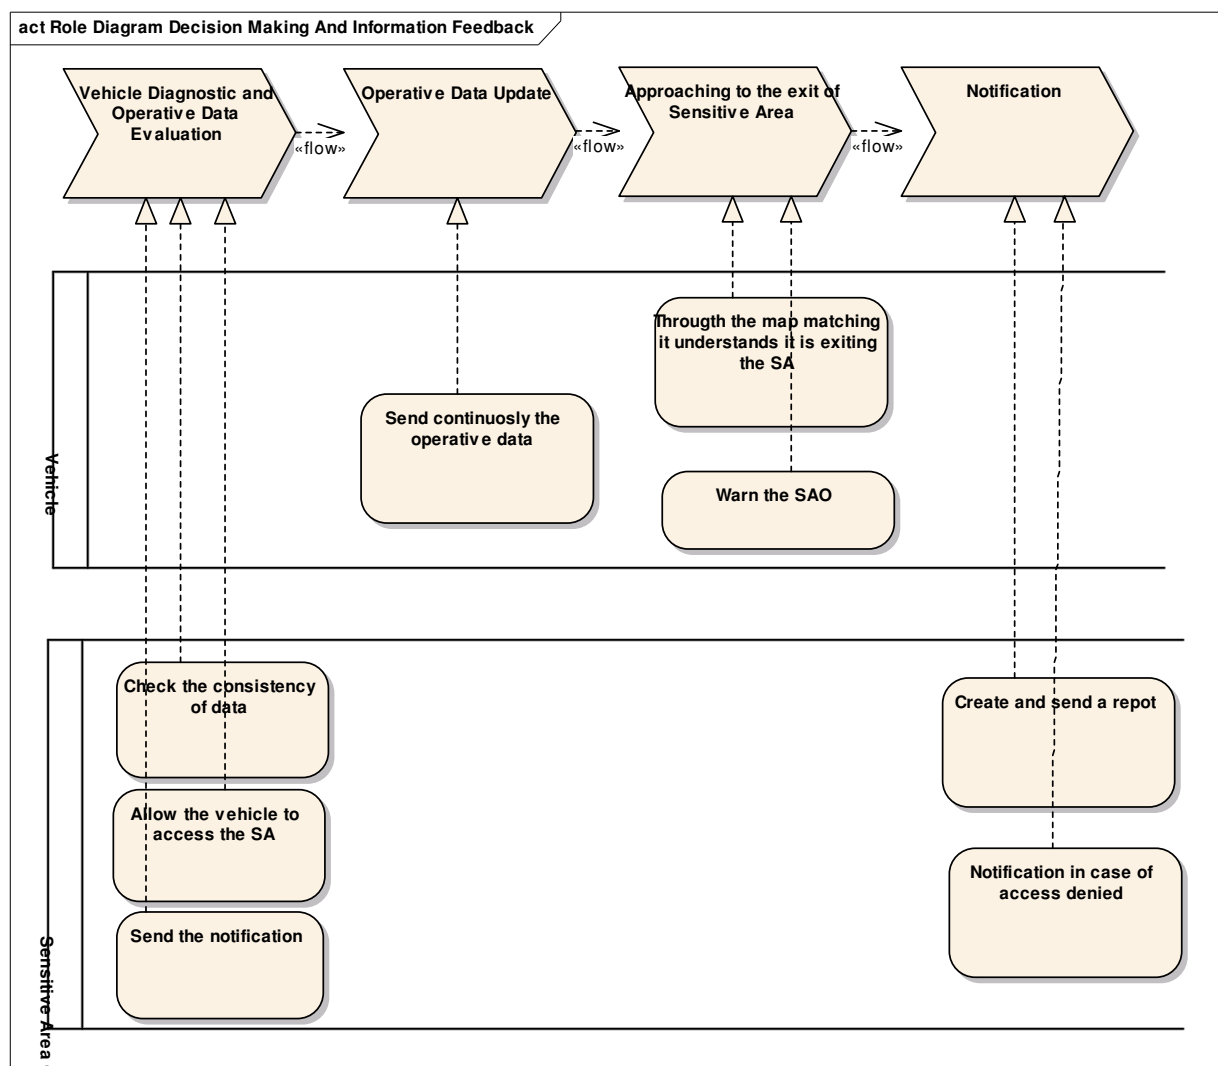 act Role Diagram Decision Making And Information Feedback
Vehicle Diagnostic and
Operative Data
Evaluation
«flow»
Operative Data Update
«flow»
Approaching to the exit of
Sensitive Area
«flow»
Notification
Vehicle
Througth the map matching
it understands it is exiting
the SA
Send continuosly the
operative data
Warn the SAO
Sensitive Area
Check the consistency
of data
Allow the vehicle to
access the SA
Send the notification
Create and send a repot
Notification in case of
access denied